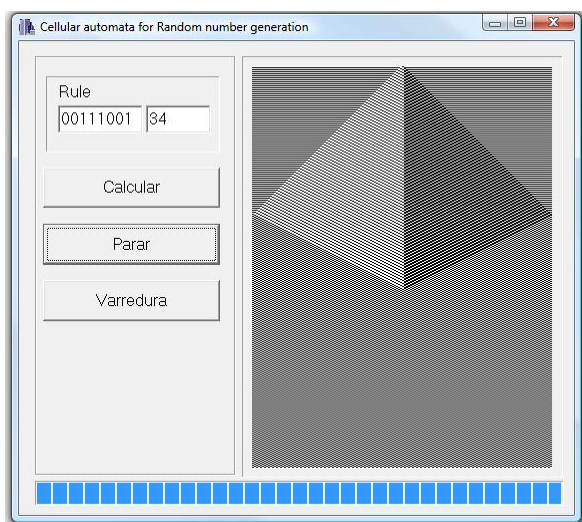 Cellular automata for Random number generation
Rule
00111001 34
Calcular
Parar
Varredura